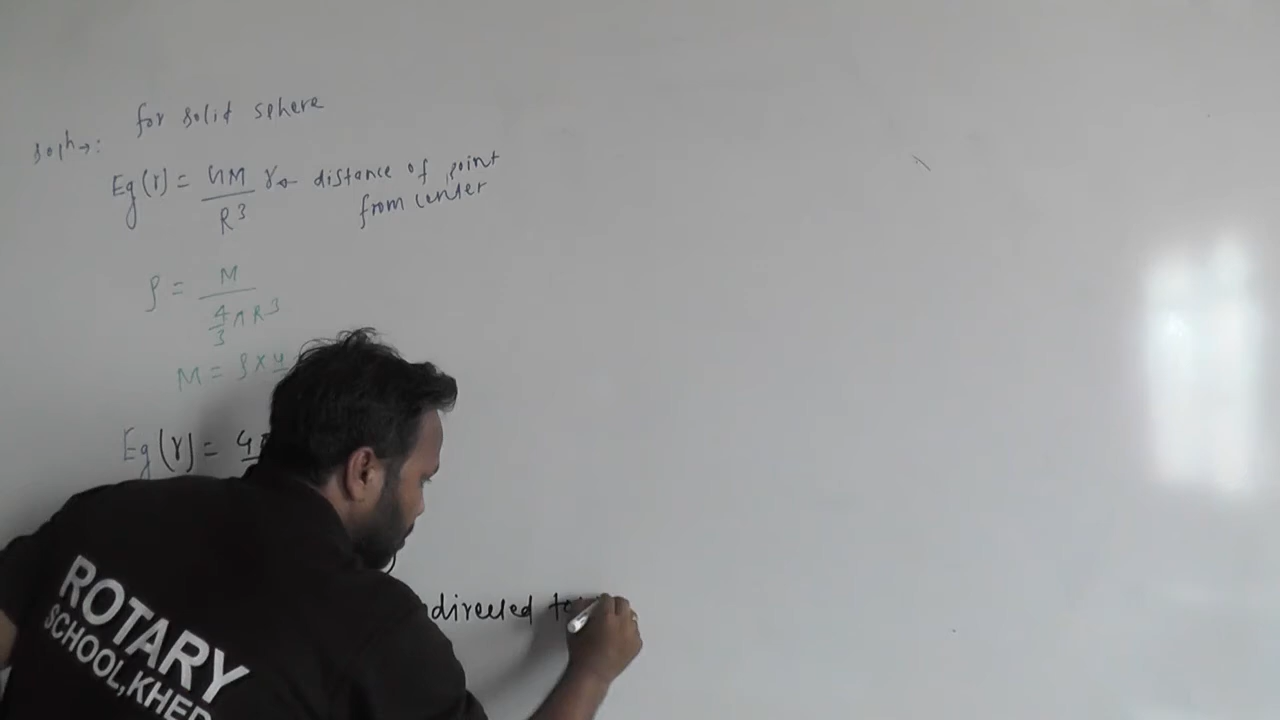 for solid sphere
soln→:
Eg(r) = GM/R³ r← distance of point
from center
ρ = M / 4/3 π R³
M = ρ × 4
Eg(r) = 4
directed
ROTARY
SCHOOL, KHED